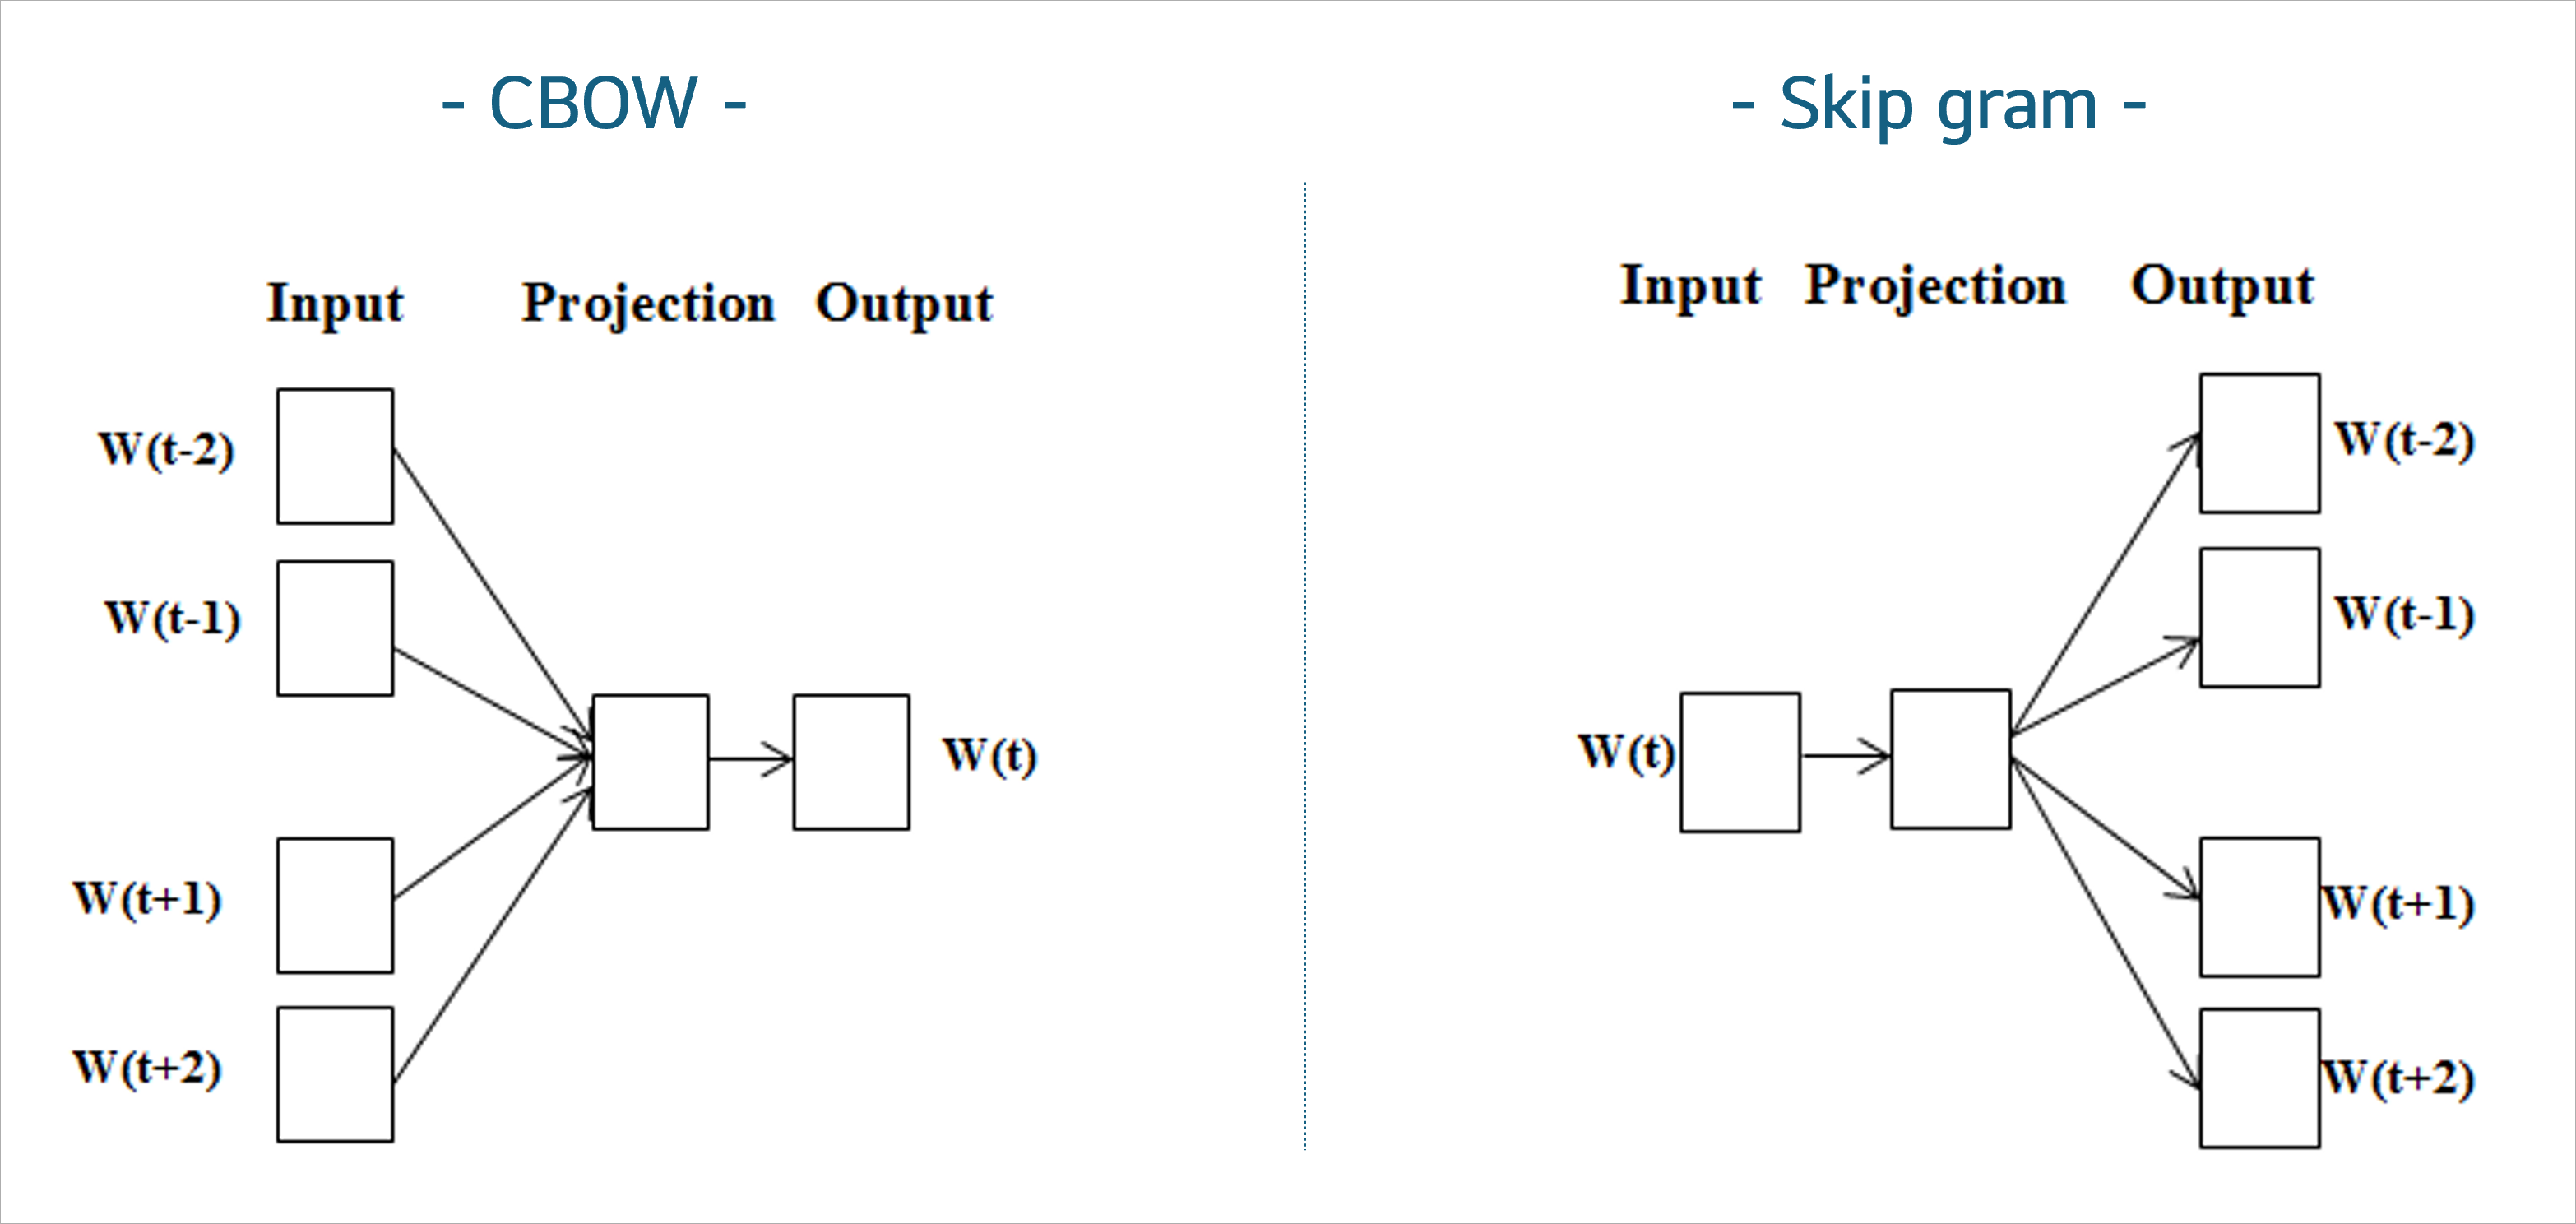 - CBOW -
Input Projection Output
W(t-2)
W(t-1)
W(t)
W(t+1)
W(t+2)
- Skip gram -
Input Projection Output
W(t-2)
W(t-1)
W(t)
W(t+1)
W(t+2)